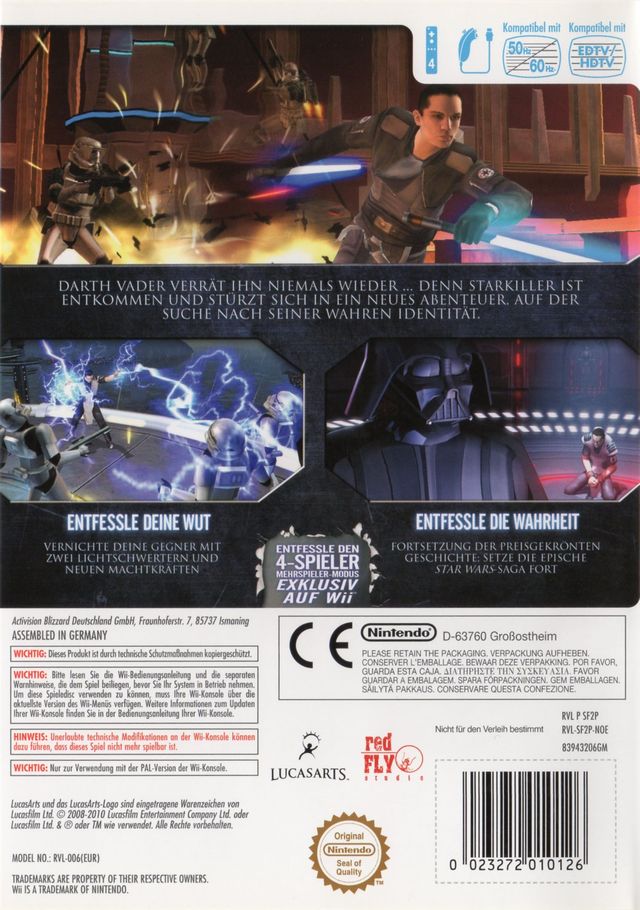 Kompatibel mit
Kompatibel mit
4
50Hz
60Hz
EDTV/
HDTV
DARTH VADER VERRÄT IHN NIEMALS WIEDER ... DENN STARKILLER IST
ENTKOMMEN UND STÜRZT SICH IN EIN NEUES ABENTEUER, AUF DER
SUCHE NACH SEINER WAHREN IDENTITÄT.
ENTFESSLE DEINE WUT
VERNICHTE DEINE GEGNER MIT
ZWEI LICHTSCHWERTERN UND
NEUEN MACHTKRÄFTEN
ENTFESSLE DIE WAHRHEIT
FORTSETZUNG DER PREISGEKRÖNTEN
GESCHICHTE: SETZE DIE EPISCHE
STAR WARS-SAGA FORT
ENTFESSLE DEN
4-SPIELER
MEHRSPIELER-MODUS
EXKLUSIV
AUF Wii
Activision Blizzard Deutschland GmbH, Fraunhoferstr. 7, 85737 Ismaning
ASSEMBLED IN GERMANY
WICHTIG: Dieses Produkt ist durch technische Schutzmaßnahmen kopiergeschützt.
WICHTIG: Bitte lesen Sie die Wii-Bedienungsanleitung und die separaten
Warnhinweise, die dem Spiel beiliegen, bevor Sie Ihr System in Betrieb nehmen.
Um diese Spieledisc verwenden zu können, muss Ihre Wii-Konsole über die
aktuellste Version des Wii-Menüs verfügen. Weitere Informationen zum Updaten
Ihrer Wii-Konsole finden Sie in der Bedienungsanleitung Ihrer Wii-Konsole.
HINWEIS: Unerlaubte technische Modifikationen an der Wii-Konsole können
dazu führen, dass dieses Spiel nicht mehr spielbar ist.
WICHTIG: Nur zur Verwendung mit der PAL-Version der Wii-Konsole.
LucasArts und das LucasArts-Logo sind eingetragene Warenzeichen von
Lucasfilm Ltd. © 2008-2010 Lucasfilm Entertainment Company Ltd. oder
Lucasfilm Ltd. & ® oder TM wie verwendet. Alle Rechte vorbehalten.
MODEL NO.: RVL-006(EUR)
TRADEMARKS ARE PROPERTY OF THEIR RESPECTIVE OWNERS.
Wii IS A TRADEMARK OF NINTENDO.
CE
Nintendo® D-63760 Großostheim
PLEASE RETAIN THE PACKAGING. VERPACKUNG AUFHEBEN.
CONSERVER L'EMBALLAGE. BEWAAR DEZE VERPAKKING. POR FAVOR,
GUARDA ESTA CAJA. ΔΙΑΤΗΡΗΣΤΕ ΤΗΝ ΣΥΣΚΕΥΑΣΙΑ. FAVOR
GUARDAR A EMBALAGEM. SPARA FÖRPACKNINGEN. GEM EMBALLAGEN.
SÄILYTÄ PAKKAUS. CONSERVARE QUESTA CONFEZIONE.
Nicht für den Verleih bestimmt
RVL P SF2P
RVL-SF2P-NOE
83943206GM
LUCASARTS.
red
FLY
studio
Original
Nintendo
Seal of
Quality
TM
0 023272 010126